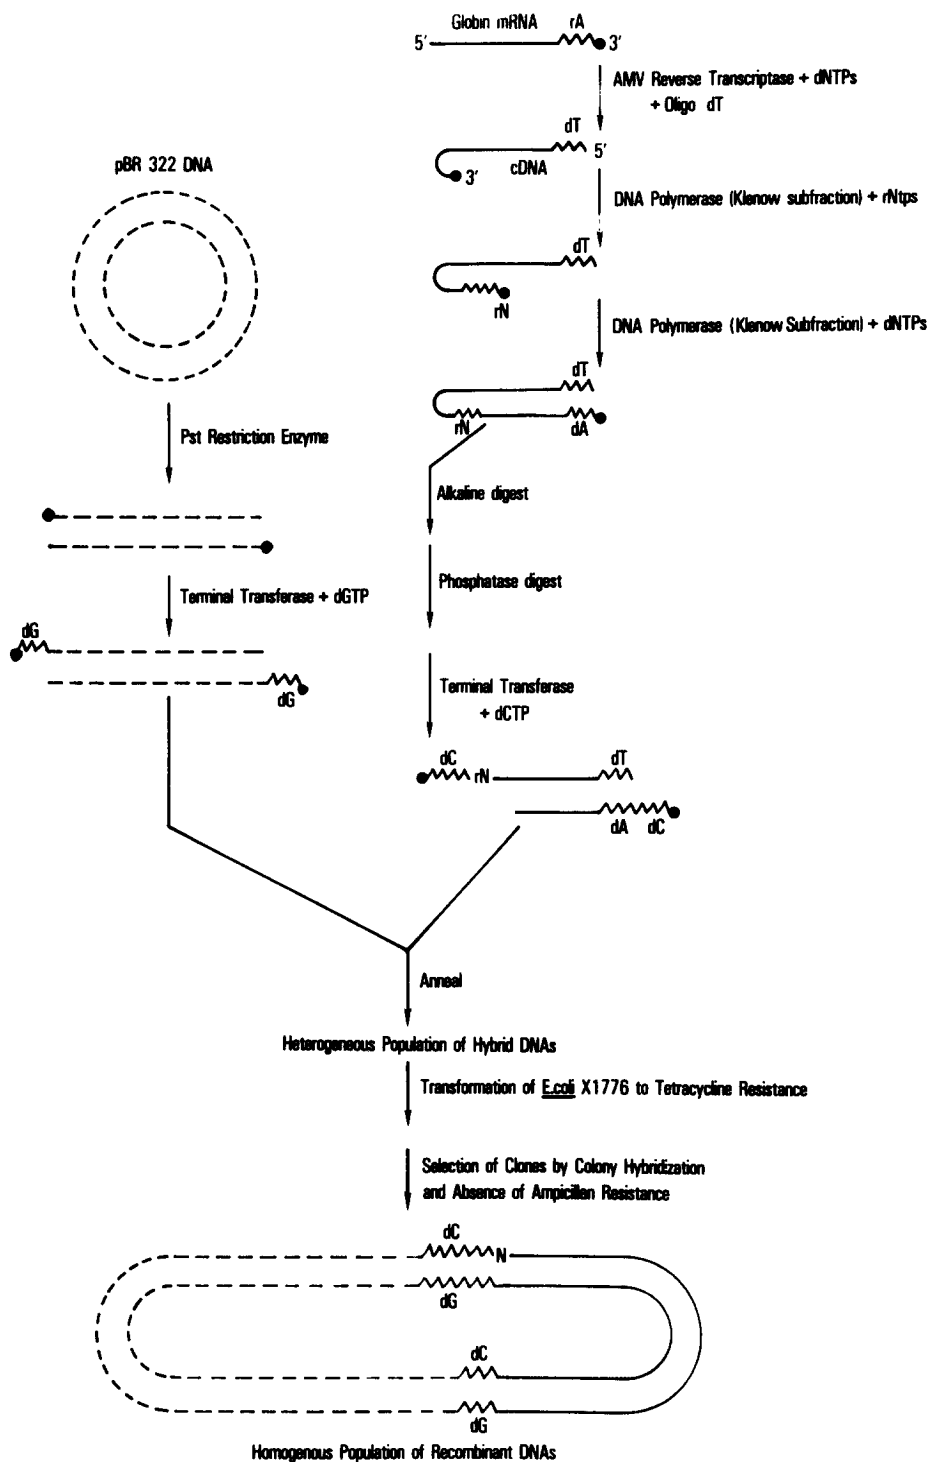 Globin mRNA
rA
5'
3'
AMV Reverse Transcriptase + dNTPs
+ Oligo dT
dT
5'
3'
cDNA
pBR 322 DNA
DNA Polymerase (Klenow subfraction) + rNtps
dT
rN
DNA Polymerase (Klenow Subfraction) + dNTPs
dT
rN
dA
Pst Restriction Enzyme
Alkaline digest
Phosphatase digest
Terminal Transferase + dGTP
dG
dG
Terminal Transferase
+ dCTP
dC
rN
dT
dA
dC
Anneal
Heterogeneous Population of Hybrid DNAs
Transformation of E.coli X1776 to Tetracycline Resistance
Selection of Clones by Colony Hybridization
and Absence of Ampicillen Resistance
dC
N
dG
dC
dG
Homogenous Population of Recombinant DNAs